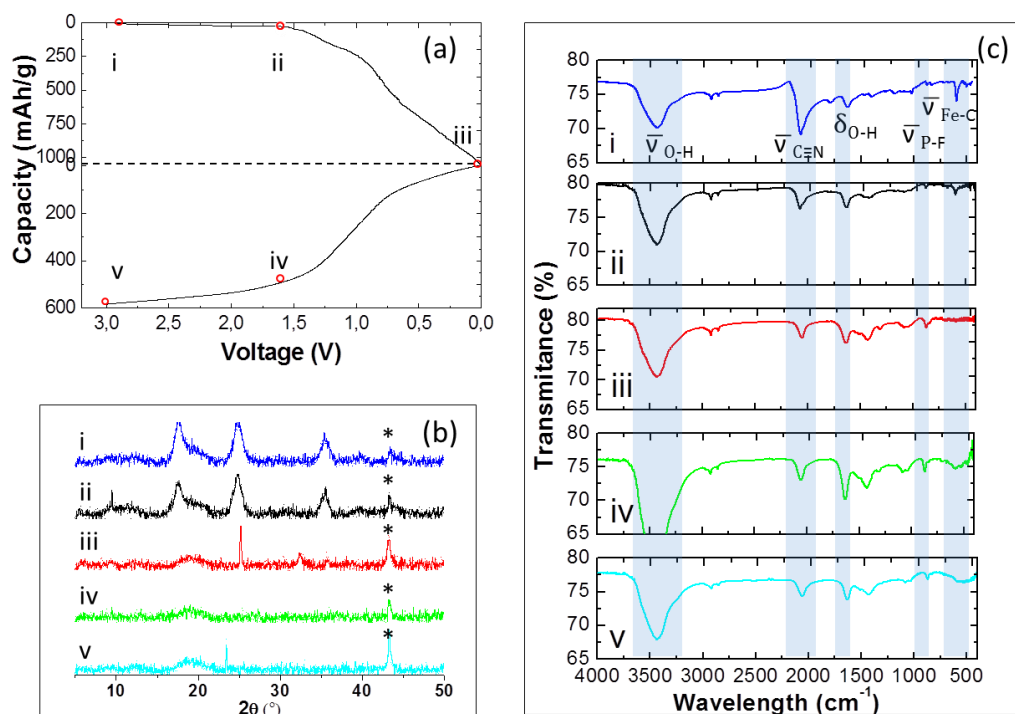 (a)
Capacity (mAh/g)
0
250
500
750
1000
0
200
400
600
i
ii
iii
iv
v
3,0
2,5
2,0
1,5
1,0
0,5
0,0
Voltage (V)
(b)
i
*
ii
*
iii
*
iv
*
v
*
10
20
30
40
50
2θ (°)
(c)
Transmitance (%)
80
75
70
65
i
ν̅ O-H
ν̅ C≡N
δ O-H
ν̅ P-F
ν̅ Fe-C
80
75
70
65
ii
80
75
70
65
iii
80
75
70
65
iv
80
75
70
65
v
4000 3500 3000 2500 2000 1500 1000 500
Wavelength (cm⁻¹)